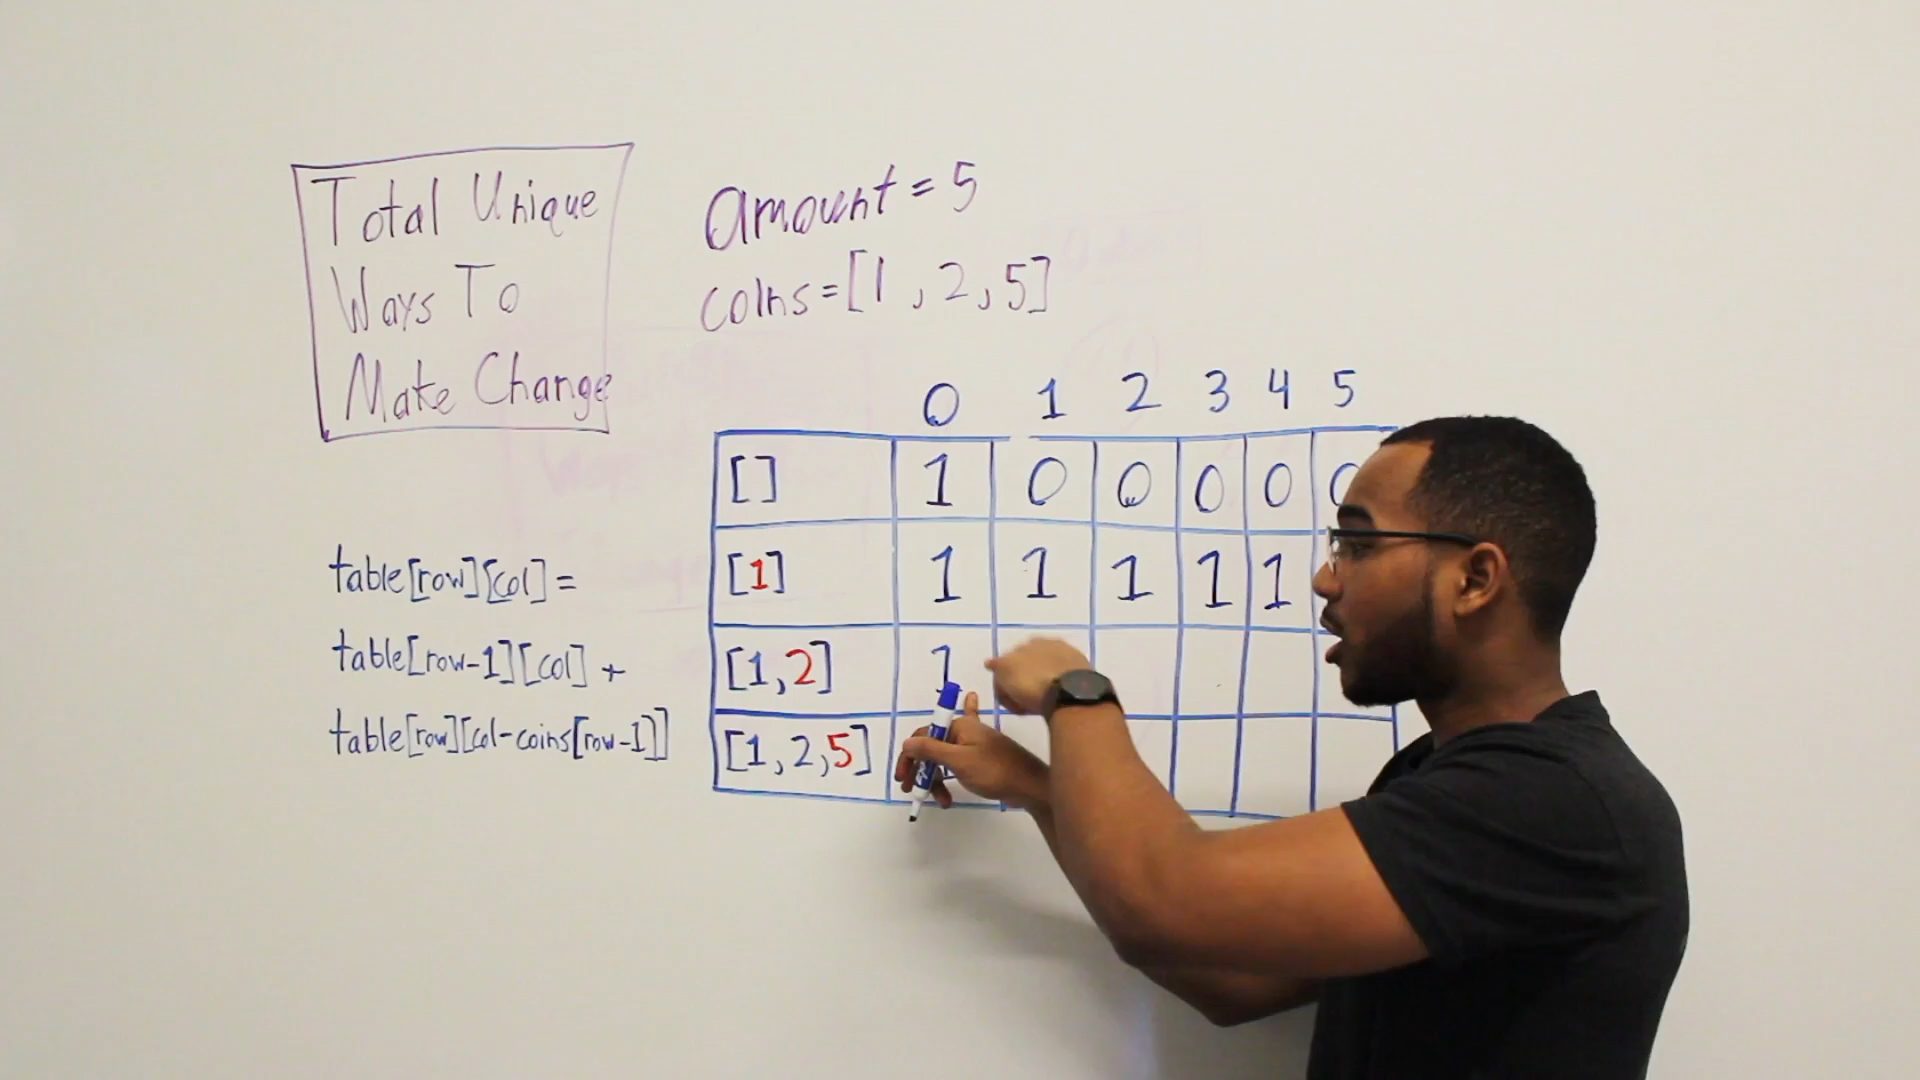 Total Unique
Ways To
Make Change
amount = 5
coins = [1, 2, 5]
0 1 2 3 4 5
[] 1 0 0 0 0 0
[1] 1 1 1 1 1
[1,2] 1
[1,2,5]
table[row][col] =
table[row-1][col] +
table[row][col-coins[row-1]]